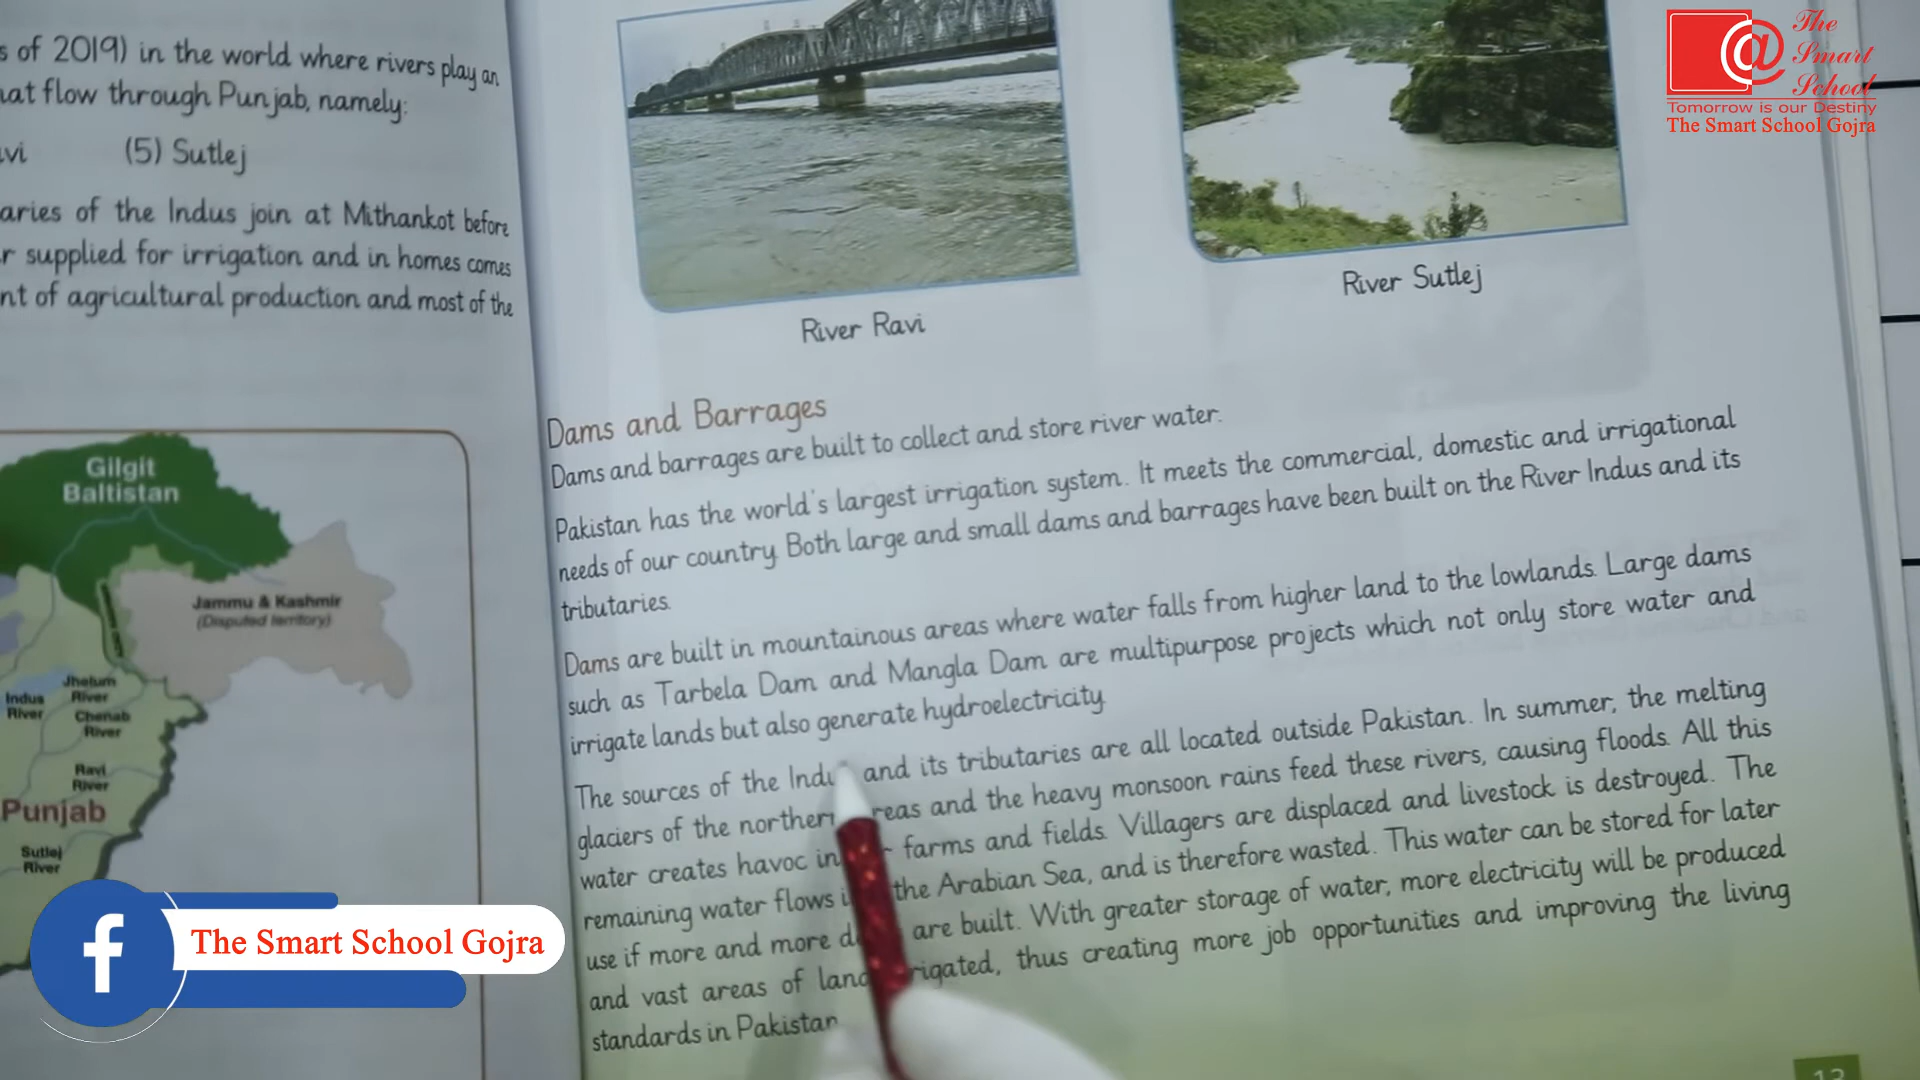 s of 2019) in the world where rivers play an
at flow through Punjab, namely:
vi (5) Sutlej
aries of the Indus join at Mithankot before
r supplied for irrigation and in homes comes
nt of agricultural production and most of the
Gilgit
Baltistan
Jammu & Kashmir
(Disputed territory)
Indus
River
Jhelum
River
Chenab
River
Ravi
River
Punjab
Sutlej
River
River Ravi
River Sutlej
Dams and Barrages
Dams and barrages are built to collect and store river water.
Pakistan has the world's largest irrigation system. It meets the commercial, domestic and irrigational
needs of our country. Both large and small dams and barrages have been built on the River Indus and its
tributaries.
Dams are built in mountainous areas where water falls from higher land to the lowlands. Large dams
such as Tarbela Dam and Mangla Dam are multipurpose projects which not only store water and
irrigate lands but also generate hydroelectricity.
The sources of the Indu and its tributaries are all located outside Pakistan. In summer, the melting
glaciers of the northern reas and the heavy monsoon rains feed these rivers, causing floods. All this
water creates havoc in farms and fields. Villagers are displaced and livestock is destroyed. The
remaining water flows i the Arabian Sea, and is therefore wasted. This water can be stored for later
use if more and more d are built. With greater storage of water, more electricity will be produced
and vast areas of land rigated, thus creating more job opportunities and improving the living
standards in Pakistan
13
The
Smart
School
Tomorrow is our Destiny
The Smart School Gojra
f The Smart School Gojra